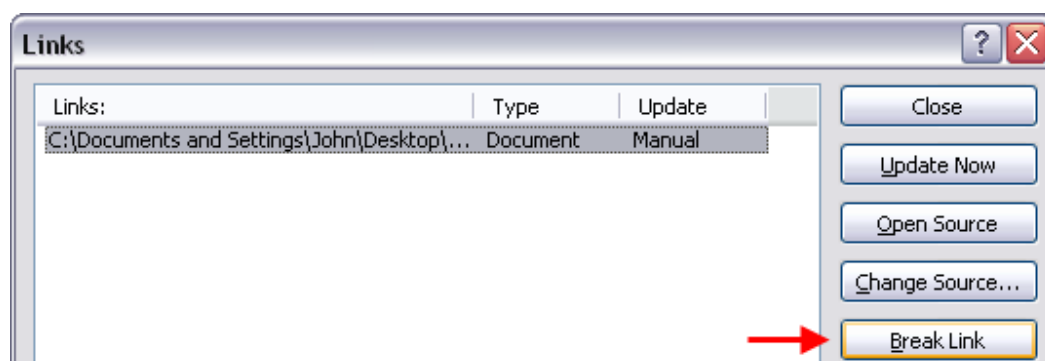 Links
Links: Type Update Close
C:\Documents and Settings\John\Desktop\... Document Manual
Update Now
Open Source
Change Source...
Break Link